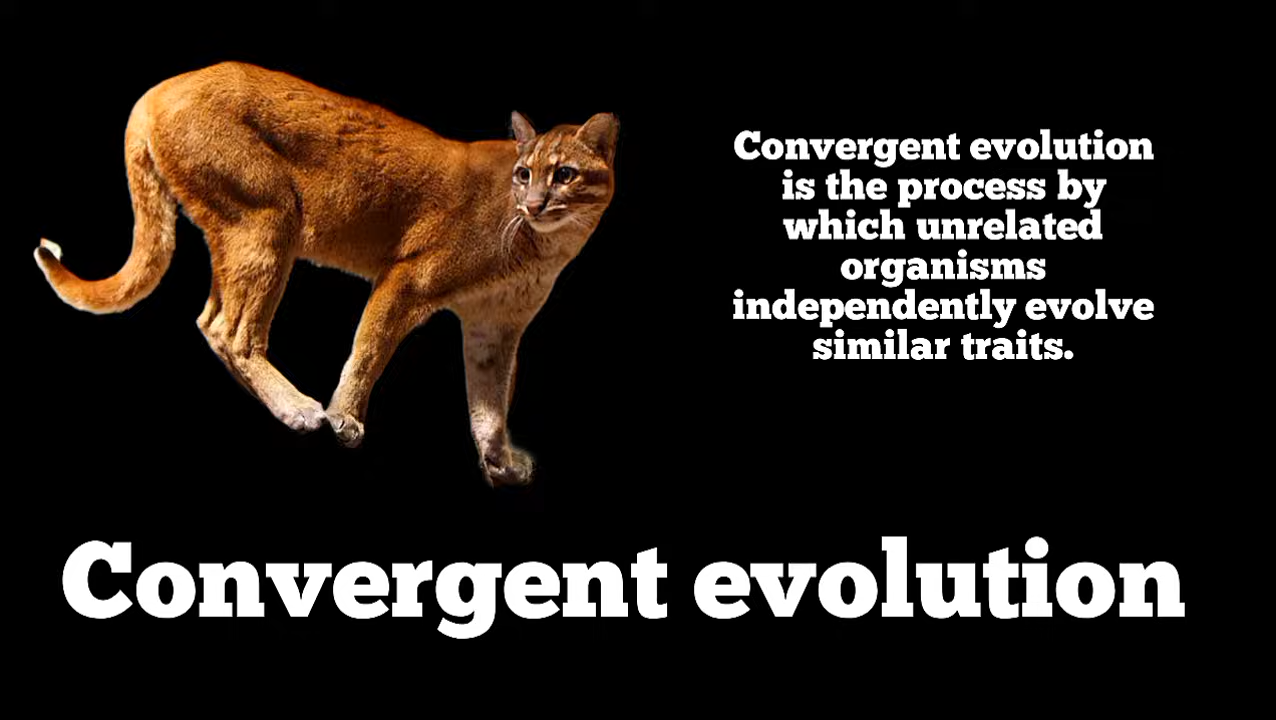 Convergent evolution
is the process by
which unrelated
organisms
independently evolve
similar traits.
Convergent evolution